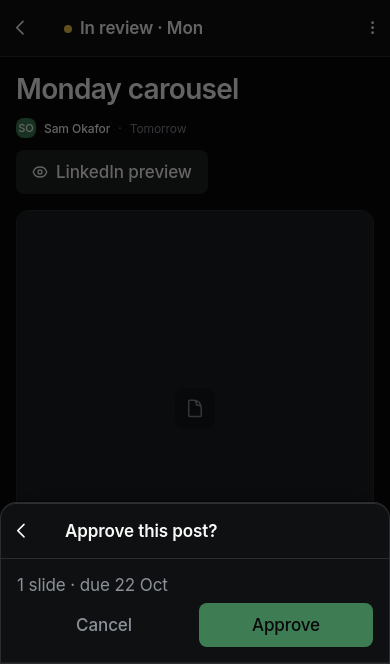 In review · Mon
Monday carousel
SO Sam Okafor · Tomorrow
LinkedIn preview
Approve this post?
1 slide · due 22 Oct
Cancel Approve